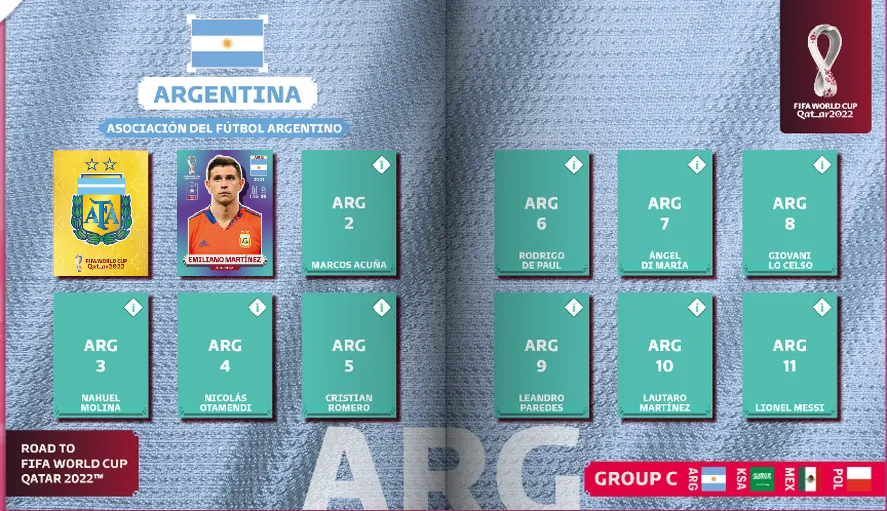 ARGENTINA
ASOCIACIÓN DEL FÚTBOL ARGENTINO
FIFA WORLD CUP
Qatar2022
AFA
FIFA WORLD CUP
Qatar2022
ARG
EMILIANO MARTÍNEZ
ARG
2
MARCOS ACUÑA
ARG
6
RODRIGO
DE PAUL
ARG
7
ÁNGEL
DI MARÍA
ARG
8
GIOVANI
LO CELSO
ARG
3
NAHUEL
MOLINA
ARG
4
NICOLÁS
OTAMENDI
ARG
5
CRISTIAN
ROMERO
ARG
9
LEANDRO
PAREDES
ARG
10
LAUTARO
MARTÍNEZ
ARG
11
LIONEL MESSI
ROAD TO
FIFA WORLD CUP
QATAR 2022™
ARG
GROUP C
ARG
KSA
MEX
POL